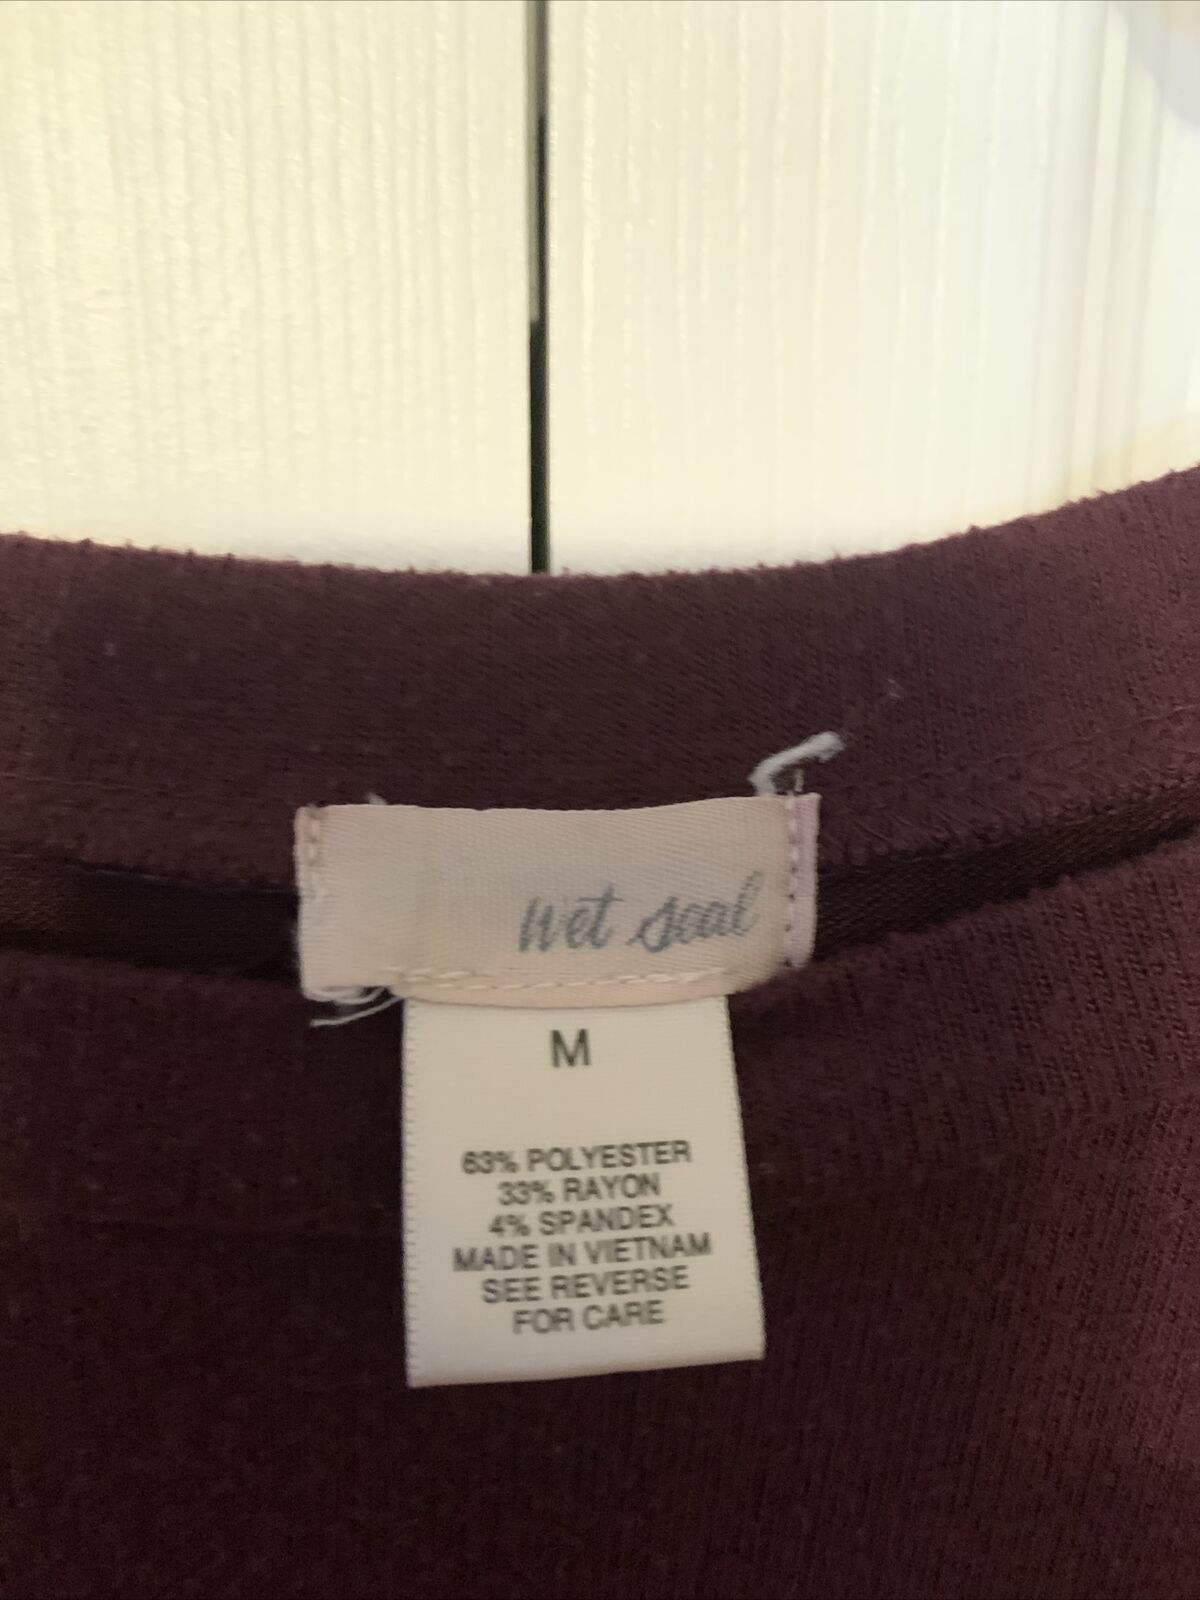 wet seal
M
63% POLYESTER
33% RAYON
4% SPANDEX
MADE IN VIETNAM
SEE REVERSE
FOR CARE